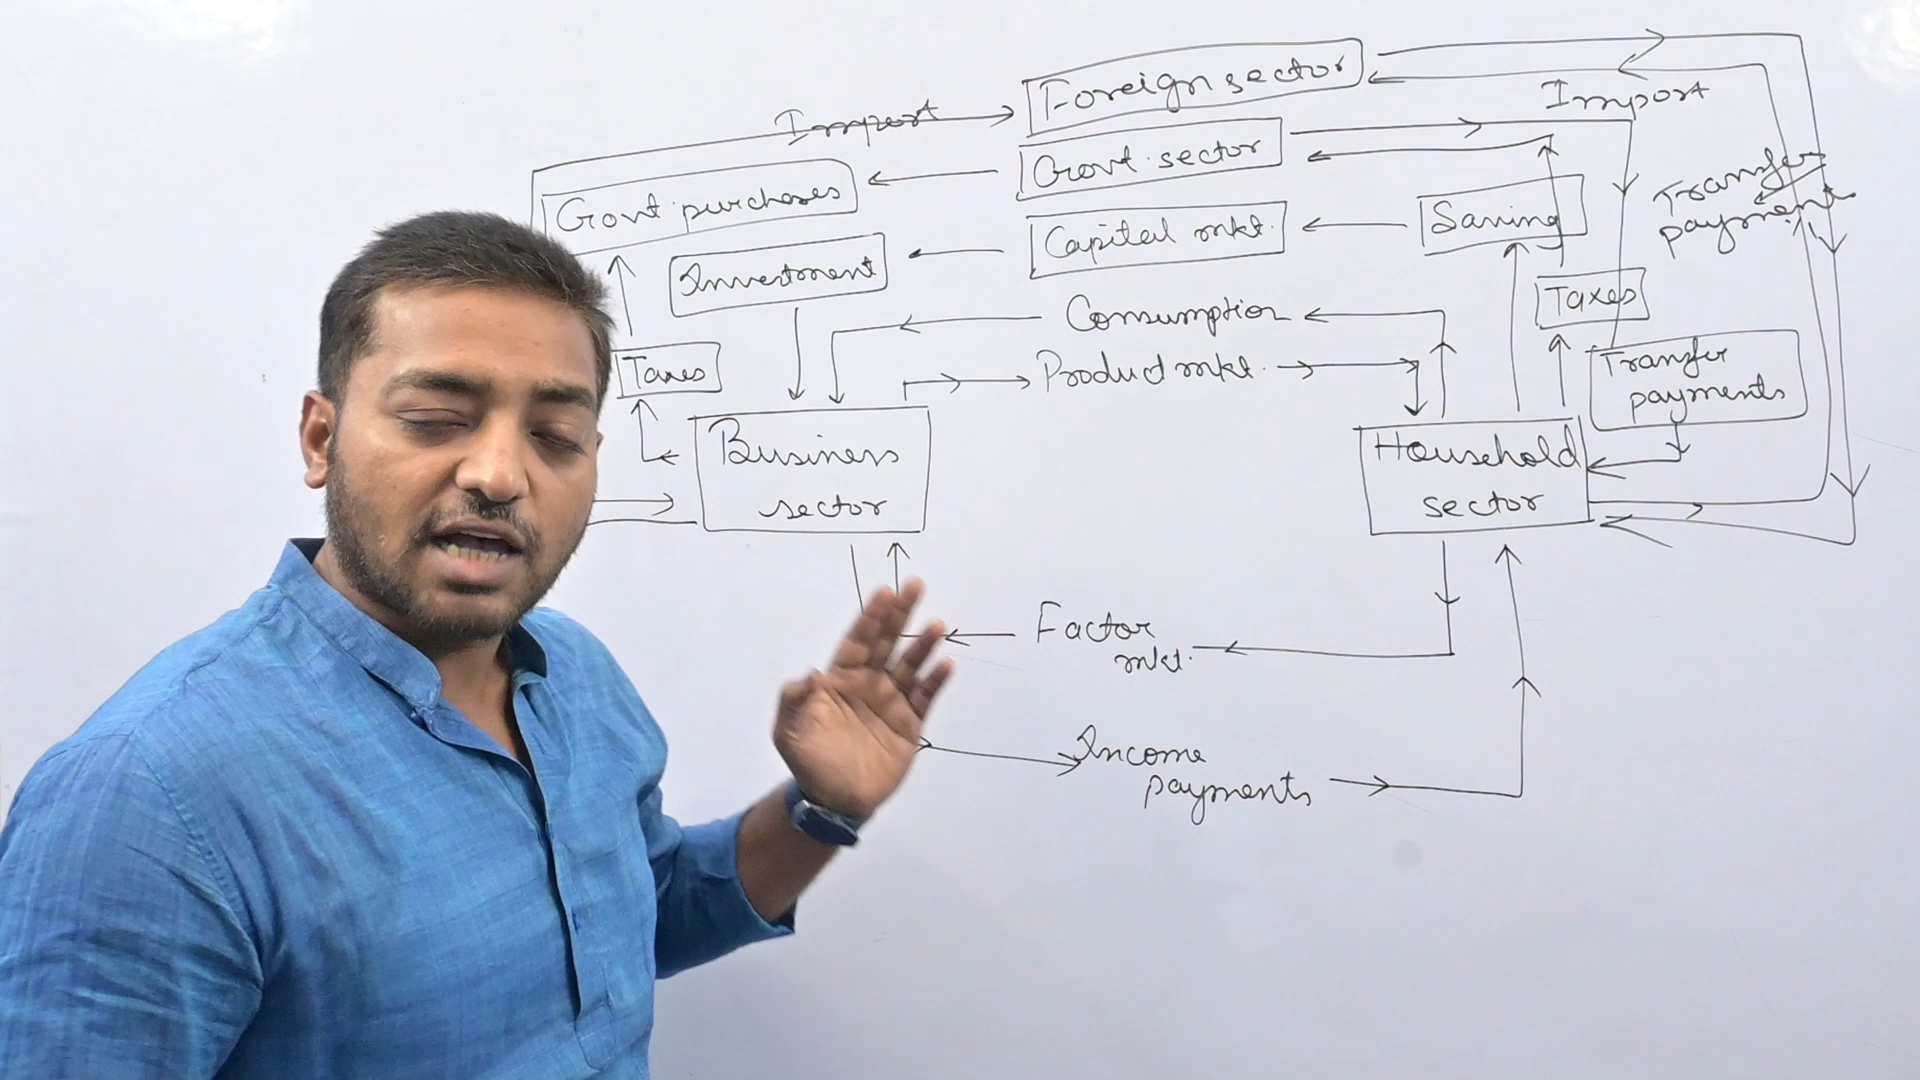 Foreign sector
Import
Import
Govt. sector
Govt. purchases
Transfer
payment
Capital mkt.
Saving
Investment
Taxes
Consumption
Product mkt.
Taxes
Transfer
payments
Business
sector
Household
sector
Factor
mkt.
Income
payments